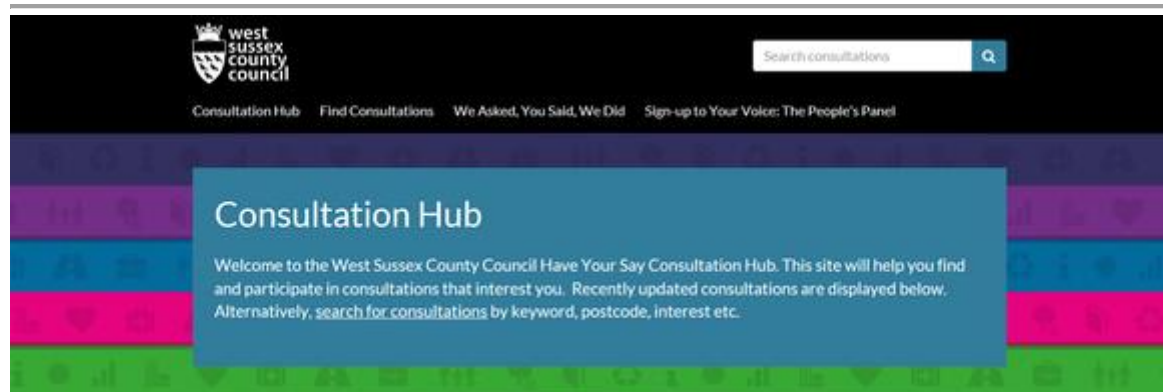 west
sussex
county
council
Search consultations
Consultation Hub Find Consultations We Asked, You Said, We Did Sign-up to Your Voice: The People's Panel
Consultation Hub
Welcome to the West Sussex County Council Have Your Say Consultation Hub. This site will help you find
and participate in consultations that interest you. Recently updated consultations are displayed below.
Alternatively, search for consultations by keyword, postcode, interest etc.